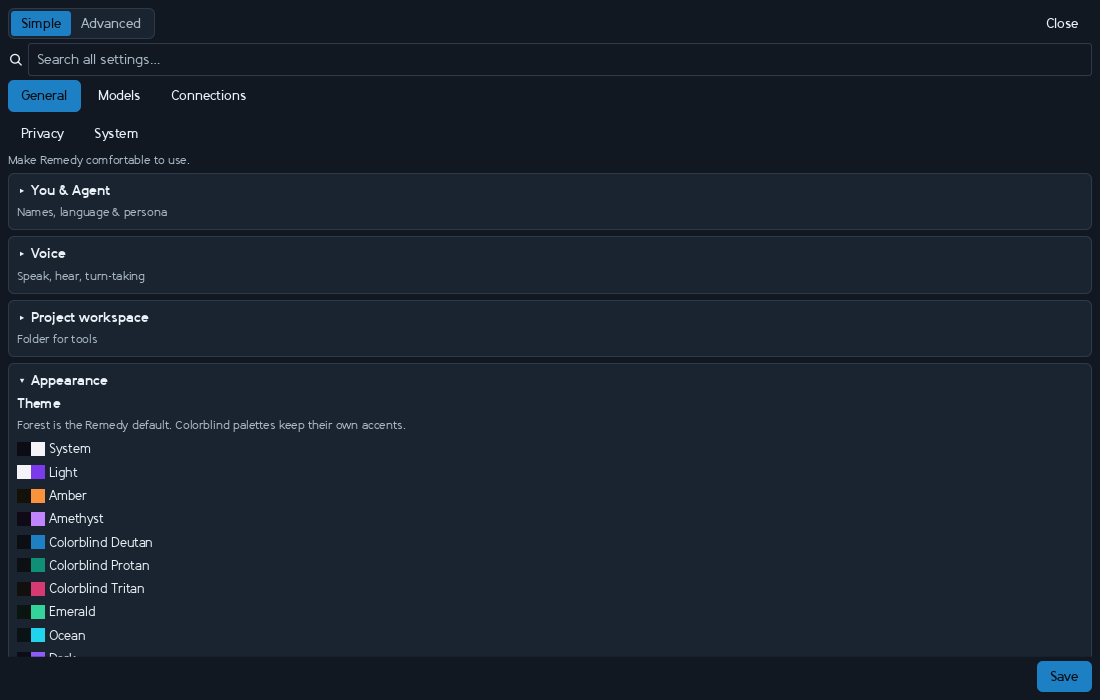 Simple Advanced Close
Search all settings...
General Models Connections
Privacy System
Make Remedy comfortable to use.
You & Agent
Names, language & persona
Voice
Speak, hear, turn-taking
Project workspace
Folder for tools
Appearance
Theme
Forest is the Remedy default. Colorblind palettes keep their own accents.
System
Light
Amber
Amethyst
Colorblind Deutan
Colorblind Protan
Colorblind Tritan
Emerald
Ocean
Save